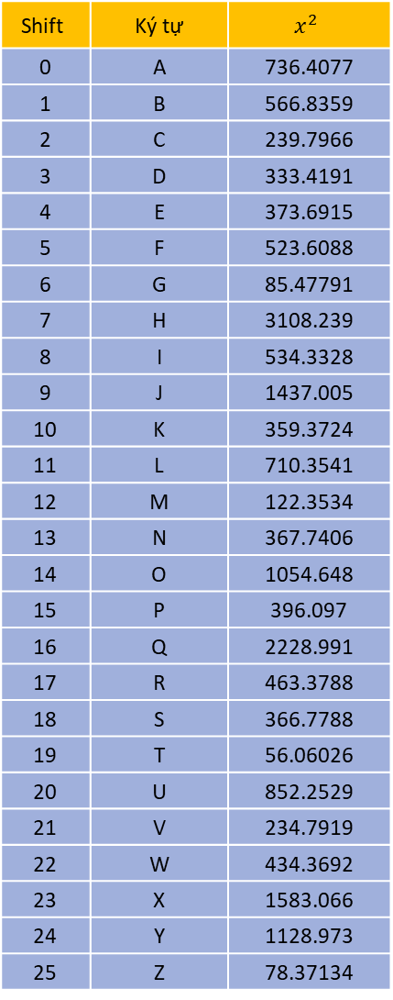 Shift Ký tự x²
0 A 736.4077
1 B 566.8359
2 C 239.7966
3 D 333.4191
4 E 373.6915
5 F 523.6088
6 G 85.47791
7 H 3108.239
8 I 534.3328
9 J 1437.005
10 K 359.3724
11 L 710.3541
12 M 122.3534
13 N 367.7406
14 O 1054.648
15 P 396.097
16 Q 2228.991
17 R 463.3788
18 S 366.7788
19 T 56.06026
20 U 852.2529
21 V 234.7919
22 W 434.3692
23 X 1583.066
24 Y 1128.973
25 Z 78.37134